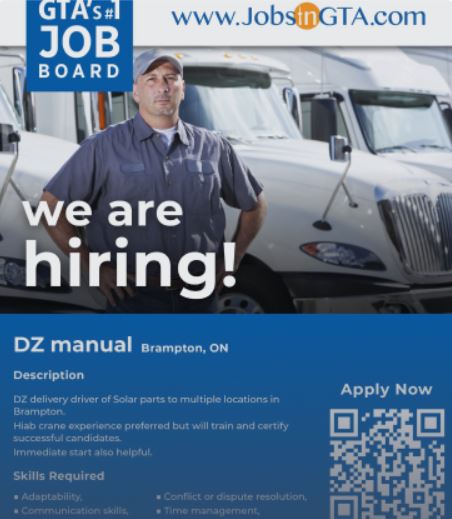 GTA's #1
JOB
BOARD
www.JobsinGTA.com
we are
hiring!
DZ manual Brampton, ON
Description
DZ delivery driver of Solar parts to multiple locations in
Brampton.
Hiab crane experience preferred but will train and certify
successful candidates.
Immediate start also helpful.
Apply Now
Skills Required
• Adaptability,
• Communication skills,
• Conflict or dispute resolution,
• Time management,